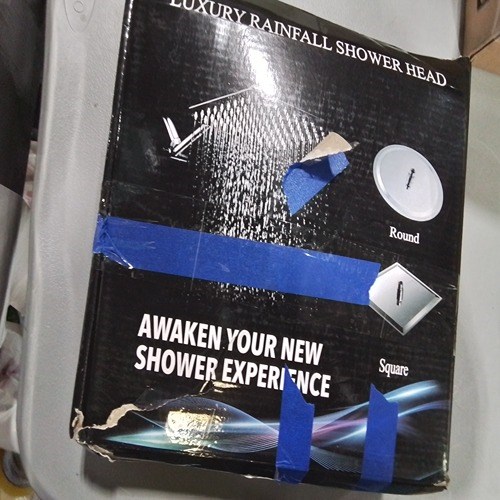 LUXURY RAINFALL SHOWER HEAD
Round
AWAKEN YOUR NEW
SHOWER EXPERIENCE
Square